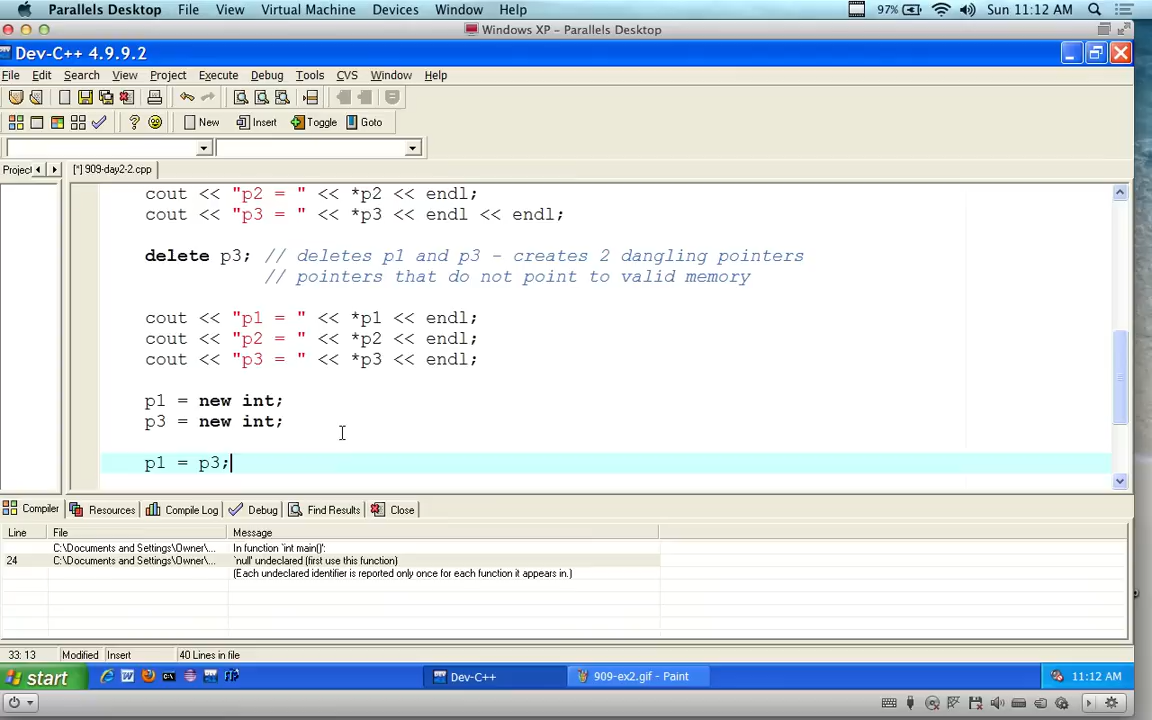 Parallels Desktop File View Virtual Machine Devices Window Help 97% Sun 11:12 AM
Windows XP – Parallels Desktop
Dev-C++ 4.9.9.2
File Edit Search View Project Execute Debug Tools CVS Window Help
New Insert Toggle Goto
Project [*] 909-day2-2.cpp
cout << "p2 = " << *p2 << endl;
cout << "p3 = " << *p3 << endl << endl;
delete p3; // deletes p1 and p3 - creates 2 dangling pointers
// pointers that do not point to valid memory
cout << "p1 = " << *p1 << endl;
cout << "p2 = " << *p2 << endl;
cout << "p3 = " << *p3 << endl;
p1 = new int;
p3 = new int;
p1 = p3;
Compiler Resources Compile Log Debug Find Results Close
Line File Message
C:\Documents and Settings\Owner\... In function `int main()':
24 C:\Documents and Settings\Owner\... `null' undeclared (first use this function)
(Each undeclared identifier is reported only once for each function it appears in.)
33: 13 Modified Insert 40 Lines in file
start Dev-C++ 909-ex2.gif - Paint 11:12 AM